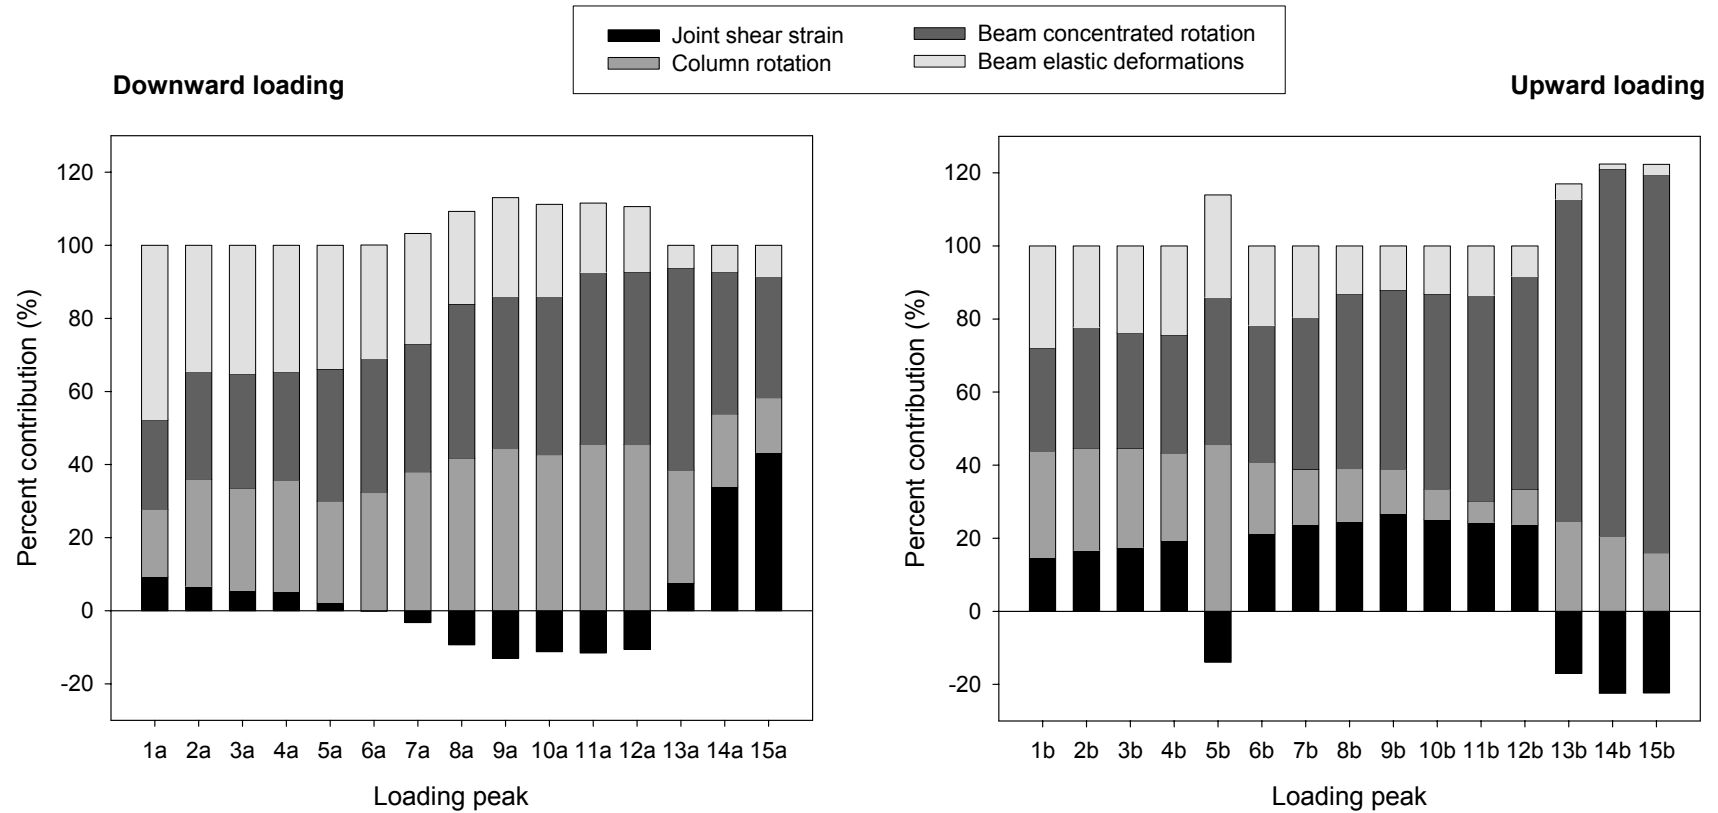 Joint shear strain
Column rotation
Beam concentrated rotation
Beam elastic deformations
Downward loading
Percent contribution (%)
120
100
80
60
40
20
0
-20
1a 2a 3a 4a 5a 6a 7a 8a 9a 10a 11a 12a 13a 14a 15a
Loading peak
Upward loading
Percent contribution (%)
120
100
80
60
40
20
0
-20
1b 2b 3b 4b 5b 6b 7b 8b 9b 10b 11b 12b 13b 14b 15b
Loading peak